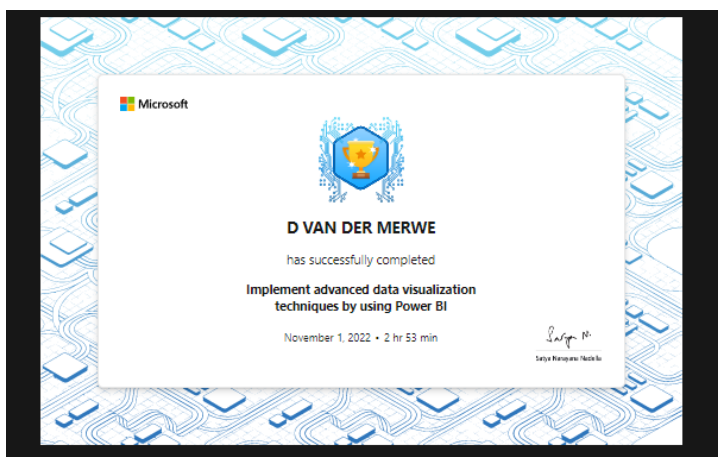 Microsoft
D VAN DER MERWE
has successfully completed
Implement advanced data visualization
techniques by using Power BI
November 1, 2022 • 2 hr 53 min
Satya N.
Satya Narayana Nadella